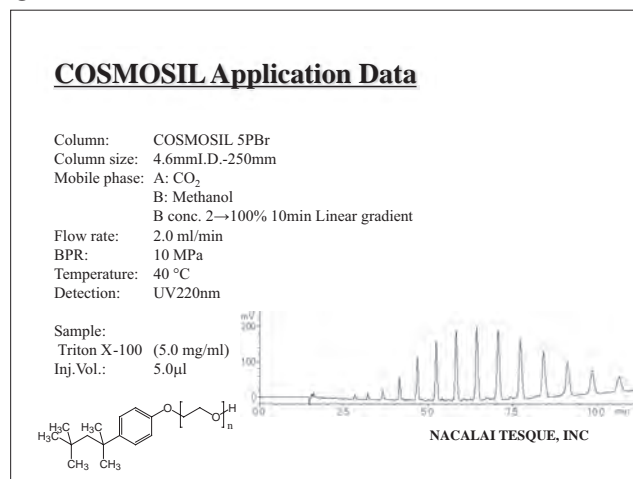 COSMOSIL Application Data
Column: COSMOSIL 5PBr
Column size: 4.6mmI.D.-250mm
Mobile phase: A: CO₂
B: Methanol
B conc. 2→100% 10min Linear gradient
Flow rate: 2.0 ml/min
BPR: 10 MPa
Temperature: 40 °C
Detection: UV220nm
Sample:
Triton X-100 (5.0 mg/ml)
Inj.Vol.: 5.0µl
mV
200
100
0
0.0 2.5 5.0 7.5 10.0 min
NACALAI TESQUE, INC
H₃C CH₃ H₃C CH₃ H₃C CH₃ O O H n